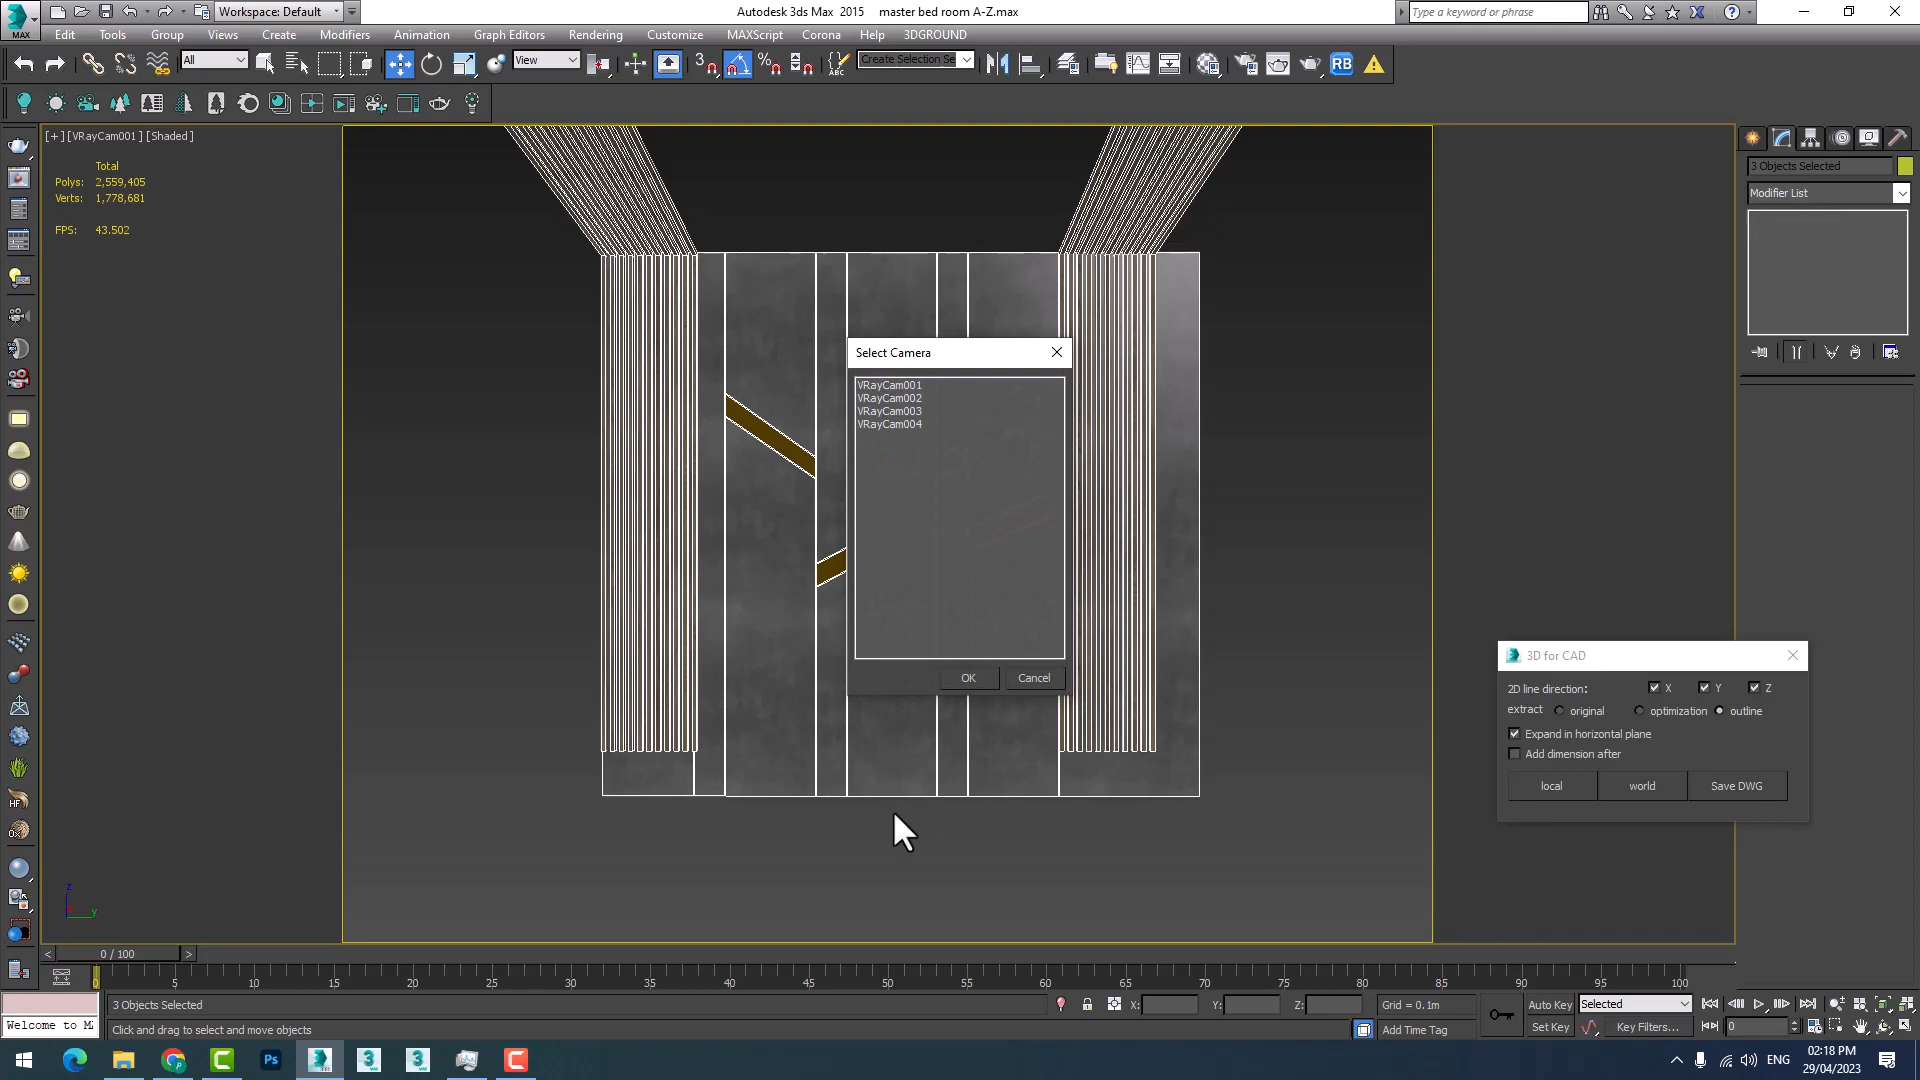 MAX
Workspace: Default
Autodesk 3ds Max 2015 master bed room A-Z.max
Type a keyword or phrase
Edit Tools Group Views Create Modifiers Animation Graph Editors Rendering Customize MAXScript Corona Help 3DGROUND
All View 3 % ABC Create Selection Se RB
[+] [VRayCam001] [Shaded]
Total
Polys: 2,559,405
Verts: 1,778,681
FPS: 43.502
3 Objects Selected
Modifier List
Select Camera
VRayCam001
VRayCam002
VRayCam003
VRayCam004
OK Cancel
3D for CAD
2D line direction: X Y Z
extract original optimization outline
Expand in horizontal plane
Add dimension after
local world Save DWG
HF
z
y
< 0 / 100 >
0 5 10 15 20 25 30 35 40 45 50 55 60 65 70 75 80 85 90 95 100
3 Objects Selected X: Y: Z: Grid = 0.1m Auto Key Selected
Welcome to M
Click and drag to select and move objects Add Time Tag Set Key Key Filters... 0
Ps
ENG
02:18 PM
29/04/2023